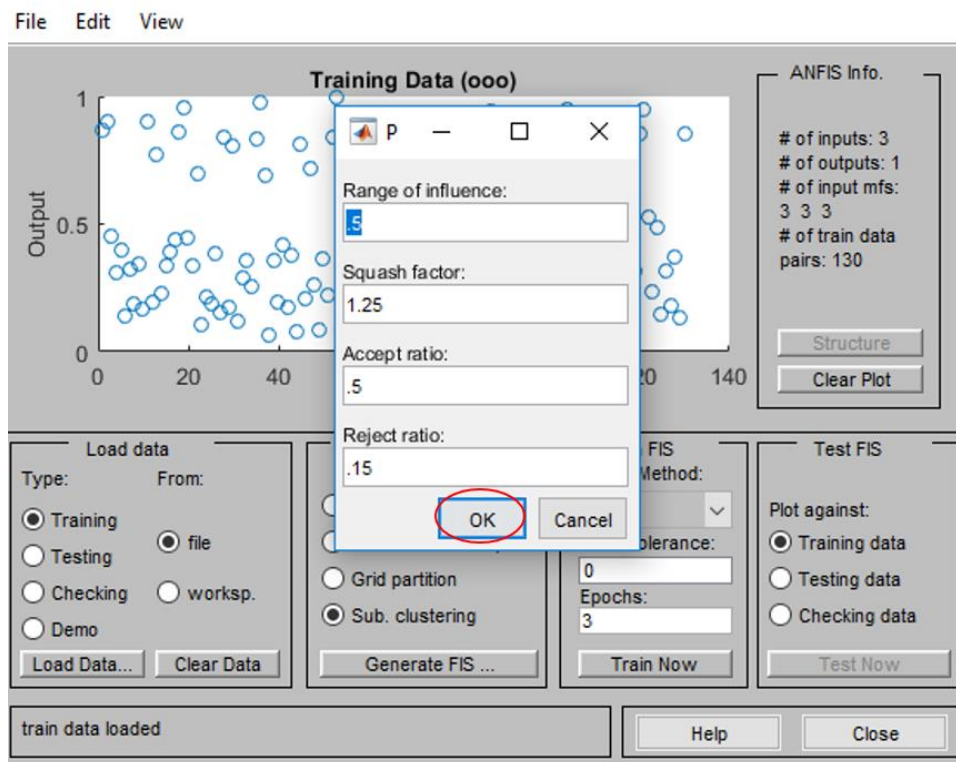 File Edit View
Training Data (ooo)
Output
1
0.5
0
0 20 40 20 140
ANFIS Info.
# of inputs: 3
# of outputs: 1
# of input mfs:
3 3 3
# of train data
pairs: 130
Structure
Clear Plot
P
Range of influence:
.5
Squash factor:
1.25
Accept ratio:
.5
Reject ratio:
.15
OK Cancel
Load data
Type: From:
Training
Testing
Checking
Demo
file
worksp.
Load Data... Clear Data
Grid partition
Sub. clustering
Generate FIS ...
FIS
Method:
olerance:
0
Epochs:
3
Train Now
Test FIS
Plot against:
Training data
Testing data
Checking data
Test Now
train data loaded
Help Close